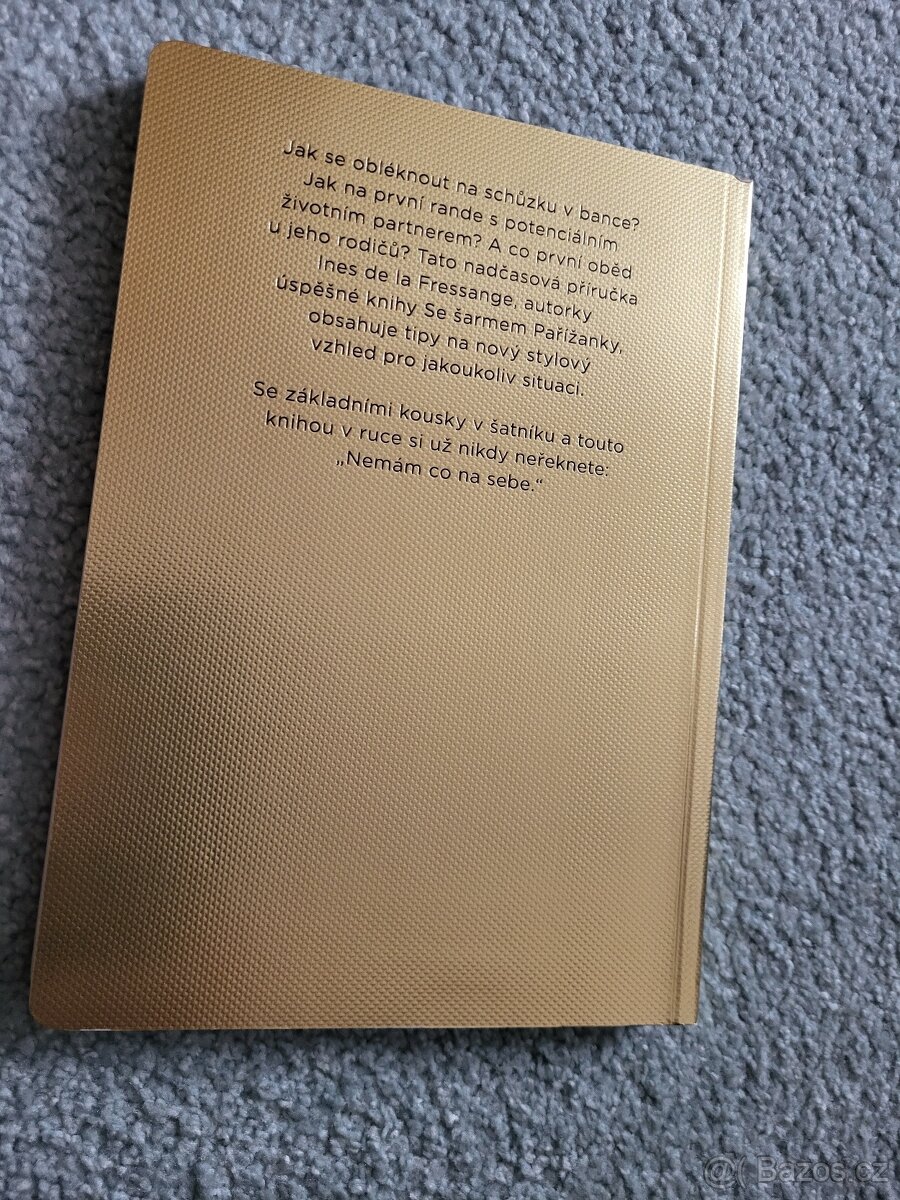 Jak se obléknout na schůzku v bance?
Jak na první rande s potenciálním
životním partnerem? A co první oběd
u jeho rodičů? Tato nadčasová příručka
Ines de la Fressange, autorky
úspěšné knihy Se šarmem Pařížanky,
obsahuje tipy na nový stylový
vzhled pro jakoukoliv situaci.
Se základními kousky v šatníku a touto
knihou v ruce si už nikdy neřeknete:
„Nemám co na sebe.“
@( Bazos.cz